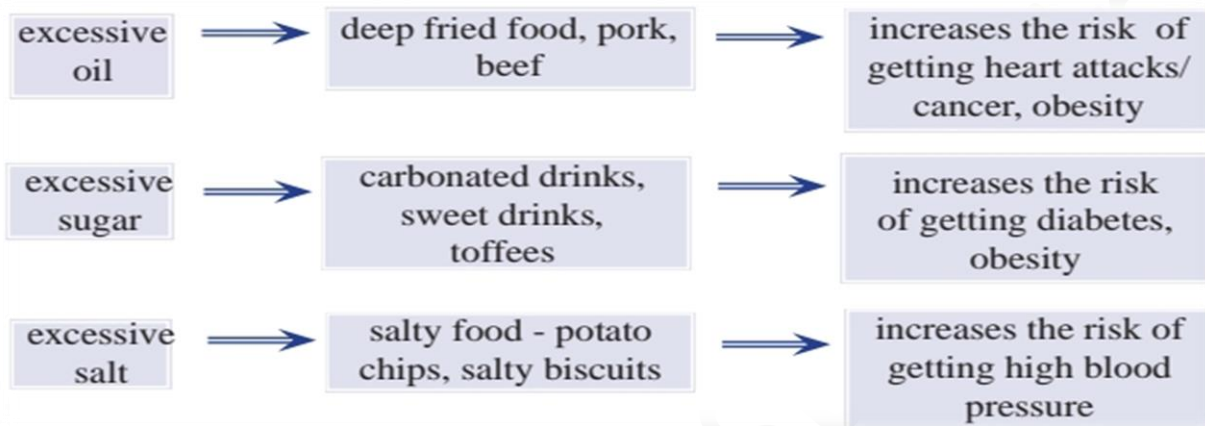 excessive
oil
deep fried food, pork,
beef
increases the risk of
getting heart attacks/
cancer, obesity
excessive
sugar
carbonated drinks,
sweet drinks,
toffees
increases the risk
of getting diabetes,
obesity
excessive
salt
salty food - potato
chips, salty biscuits
increases the risk of
getting high blood
pressure